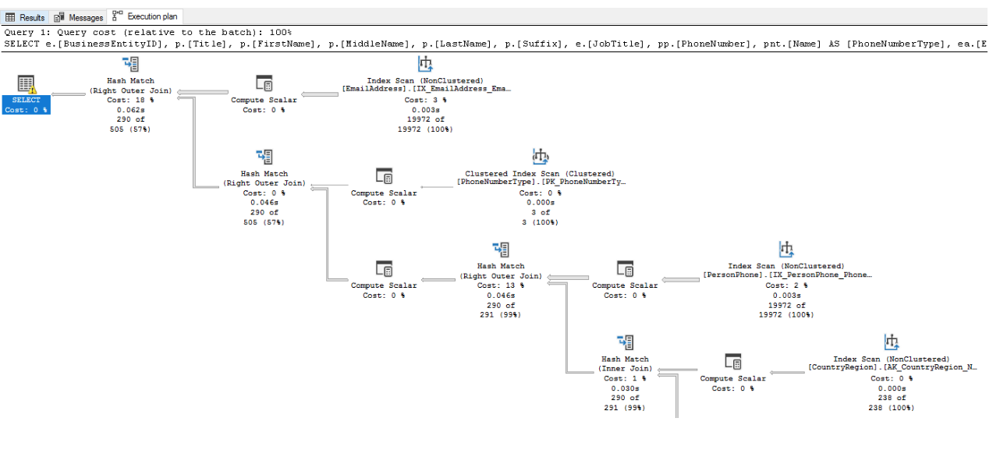 Results Messages Execution plan
Query 1: Query cost (relative to the batch): 100%
SELECT e.[BusinessEntityID], p.[Title], p.[FirstName], p.[MiddleName], p.[LastName], p.[Suffix], e.[JobTitle], pp.[PhoneNumber], pnt.[Name] AS [PhoneNumberType], ea.[E
SELECT
Cost: 0 %
Hash Match
(Right Outer Join)
Cost: 18 %
0.062s
290 of
505 (57%)
Compute Scalar
Cost: 0 %
Index Scan (NonClustered)
[EmailAddress].[IX_EmailAddress_Ema…
Cost: 3 %
0.003s
19972 of
19972 (100%)
Hash Match
(Right Outer Join)
Cost: 0 %
0.046s
290 of
505 (57%)
Compute Scalar
Cost: 0 %
Clustered Index Scan (Clustered)
[PhoneNumberType].[PK_PhoneNumberTy…
Cost: 0 %
0.000s
3 of
3 (100%)
Compute Scalar
Cost: 0 %
Hash Match
(Right Outer Join)
Cost: 13 %
0.046s
290 of
291 (99%)
Compute Scalar
Cost: 0 %
Index Scan (NonClustered)
[PersonPhone].[IX_PersonPhone_Phone…
Cost: 2 %
0.003s
19972 of
19972 (100%)
Hash Match
(Inner Join)
Cost: 1 %
0.030s
290 of
291 (99%)
Compute Scalar
Cost: 0 %
Index Scan (NonClustered)
[CountryRegion].[AK_CountryRegion_N…
Cost: 0 %
0.000s
238 of
238 (100%)